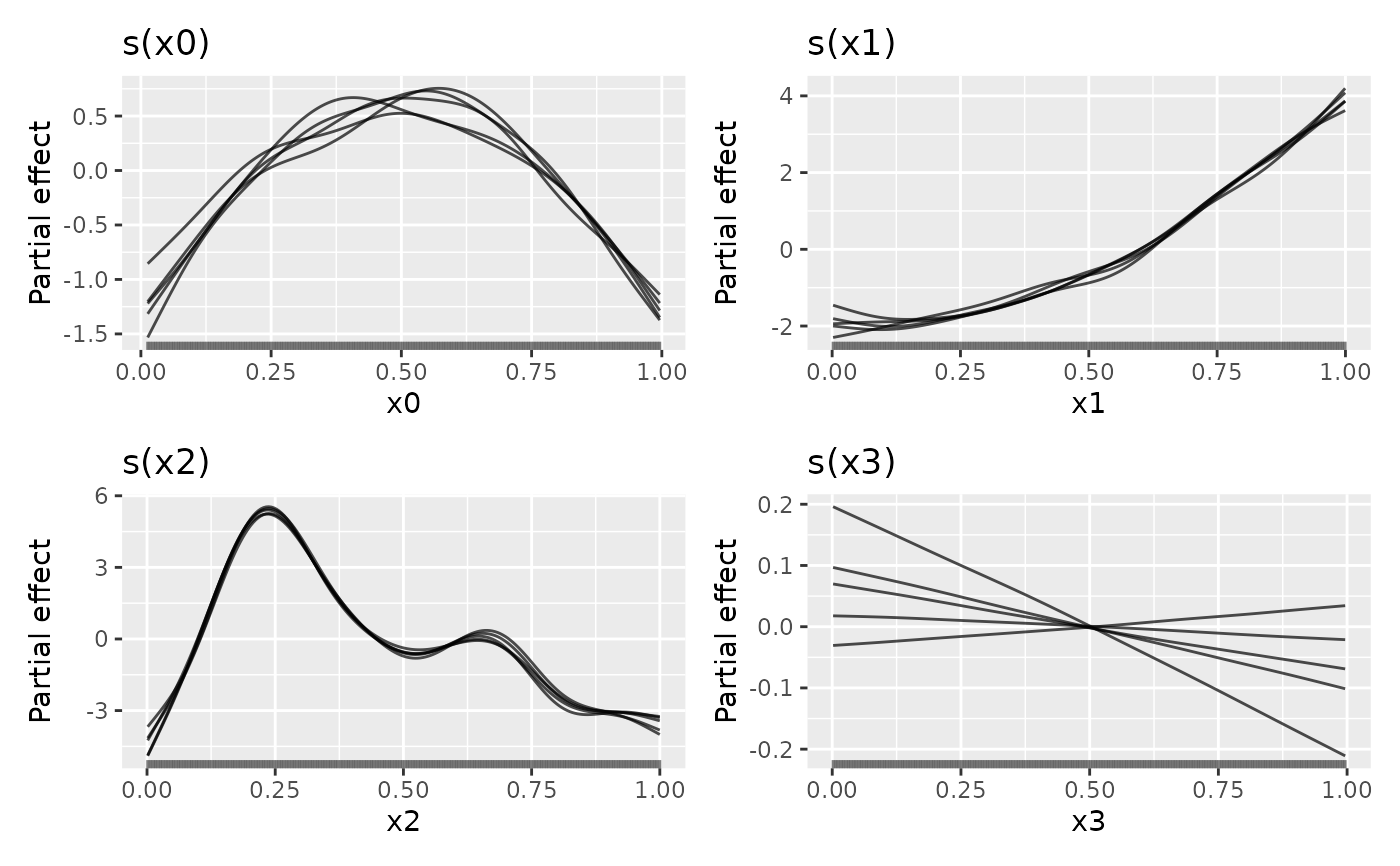 s(x0)
Partial effect
0.5
0.0
-0.5
-1.0
-1.5
0.00 0.25 0.50 0.75 1.00
x0
s(x1)
Partial effect
4
2
0
-2
0.00 0.25 0.50 0.75 1.00
x1
s(x2)
Partial effect
6
3
0
-3
0.00 0.25 0.50 0.75 1.00
x2
s(x3)
Partial effect
0.2
0.1
0.0
-0.1
-0.2
0.00 0.25 0.50 0.75 1.00
x3